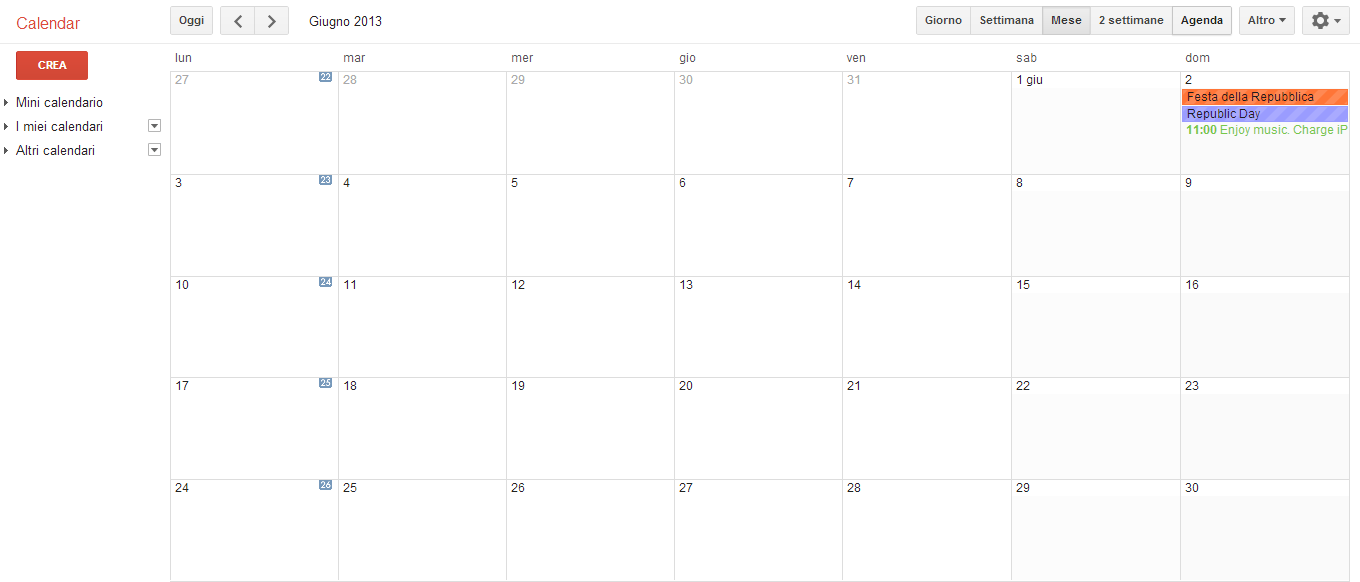 Calendar
Oggi
Giugno 2013
Giorno Settimana Mese 2 settimane Agenda
Altro
CREA
Mini calendario
I miei calendari
Altri calendari
lun mar mer gio ven sab dom
27 22 28 29 30 31 1 giu 2
Festa della Repubblica
Republic Day
11:00 Enjoy music. Charge iP
3 23 4 5 6 7 8 9
10 24 11 12 13 14 15 16
17 25 18 19 20 21 22 23
24 26 25 26 27 28 29 30